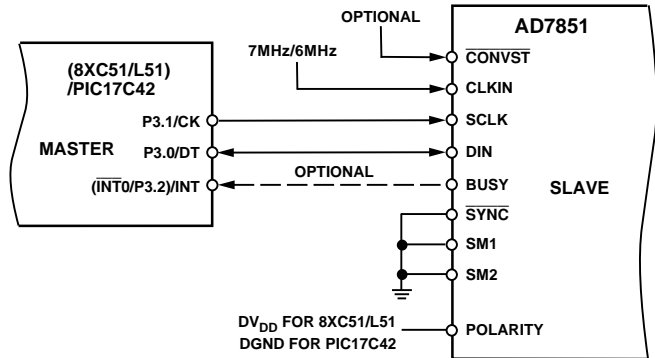 OPTIONAL
AD7851
7MHz/6MHz
CONVST
(8XC51/L51)
/PIC17C42
CLKIN
P3.1/CK
SCLK
MASTER
P3.0/DT
DIN
OPTIONAL
(INT0/P3.2)/INT
BUSY
SLAVE
SYNC
SM1
SM2
DVDD FOR 8XC51/L51
DGND FOR PIC17C42
POLARITY